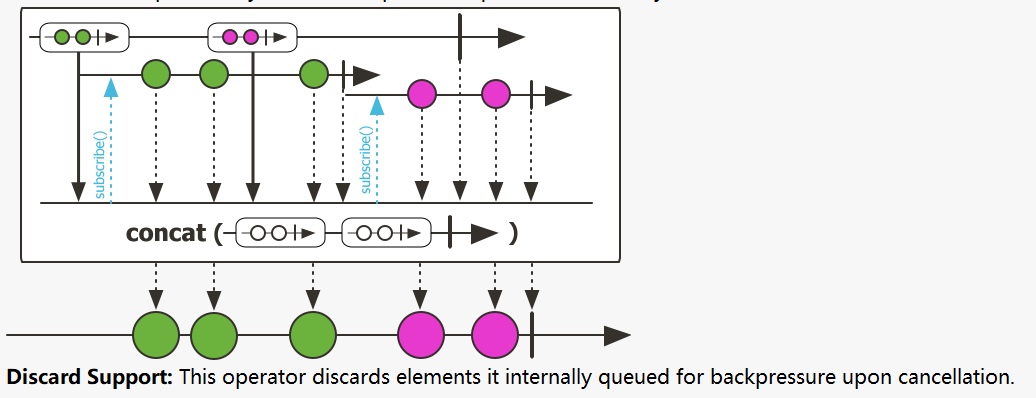 subscribe()
subscribe()
concat ( )
Discard Support: This operator discards elements it internally queued for backpressure upon cancellation.